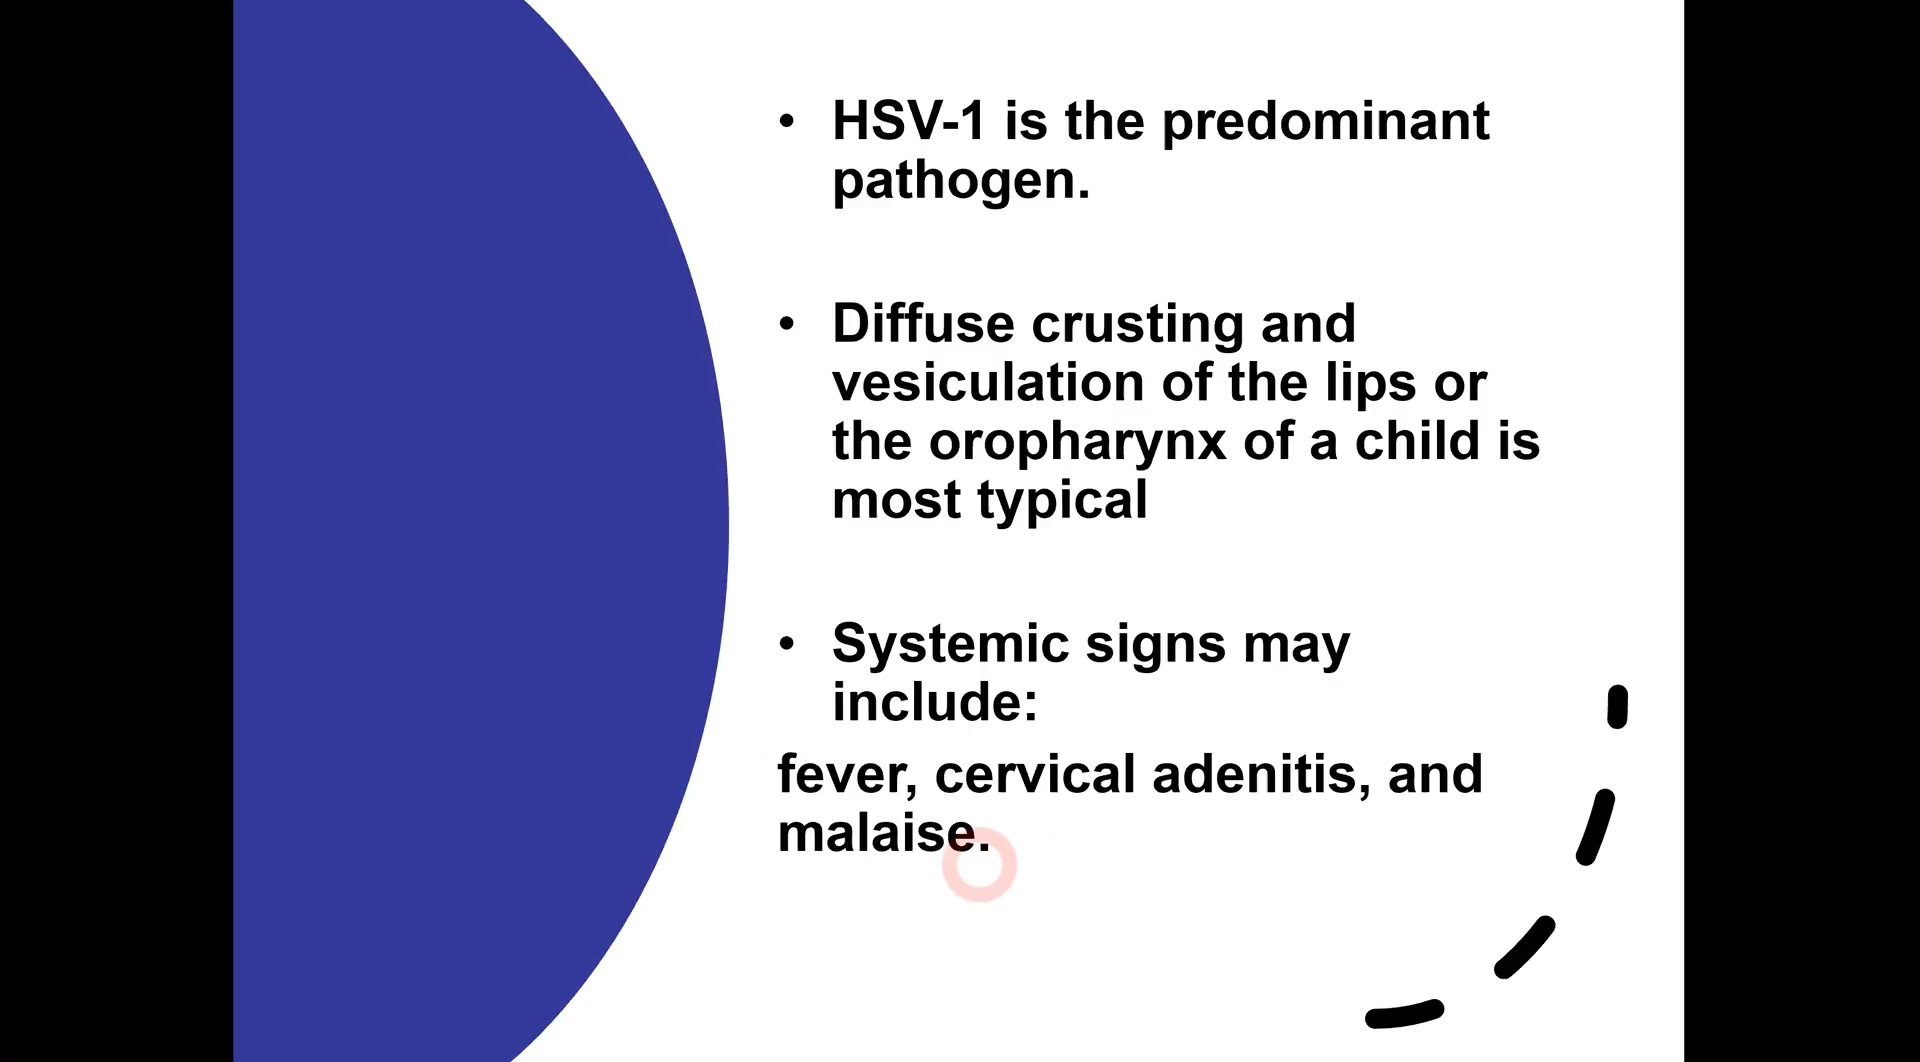 • HSV-1 is the predominant
pathogen.
• Diffuse crusting and
vesiculation of the lips or
the oropharynx of a child is
most typical
• Systemic signs may
include:
fever, cervical adenitis, and
malaise.